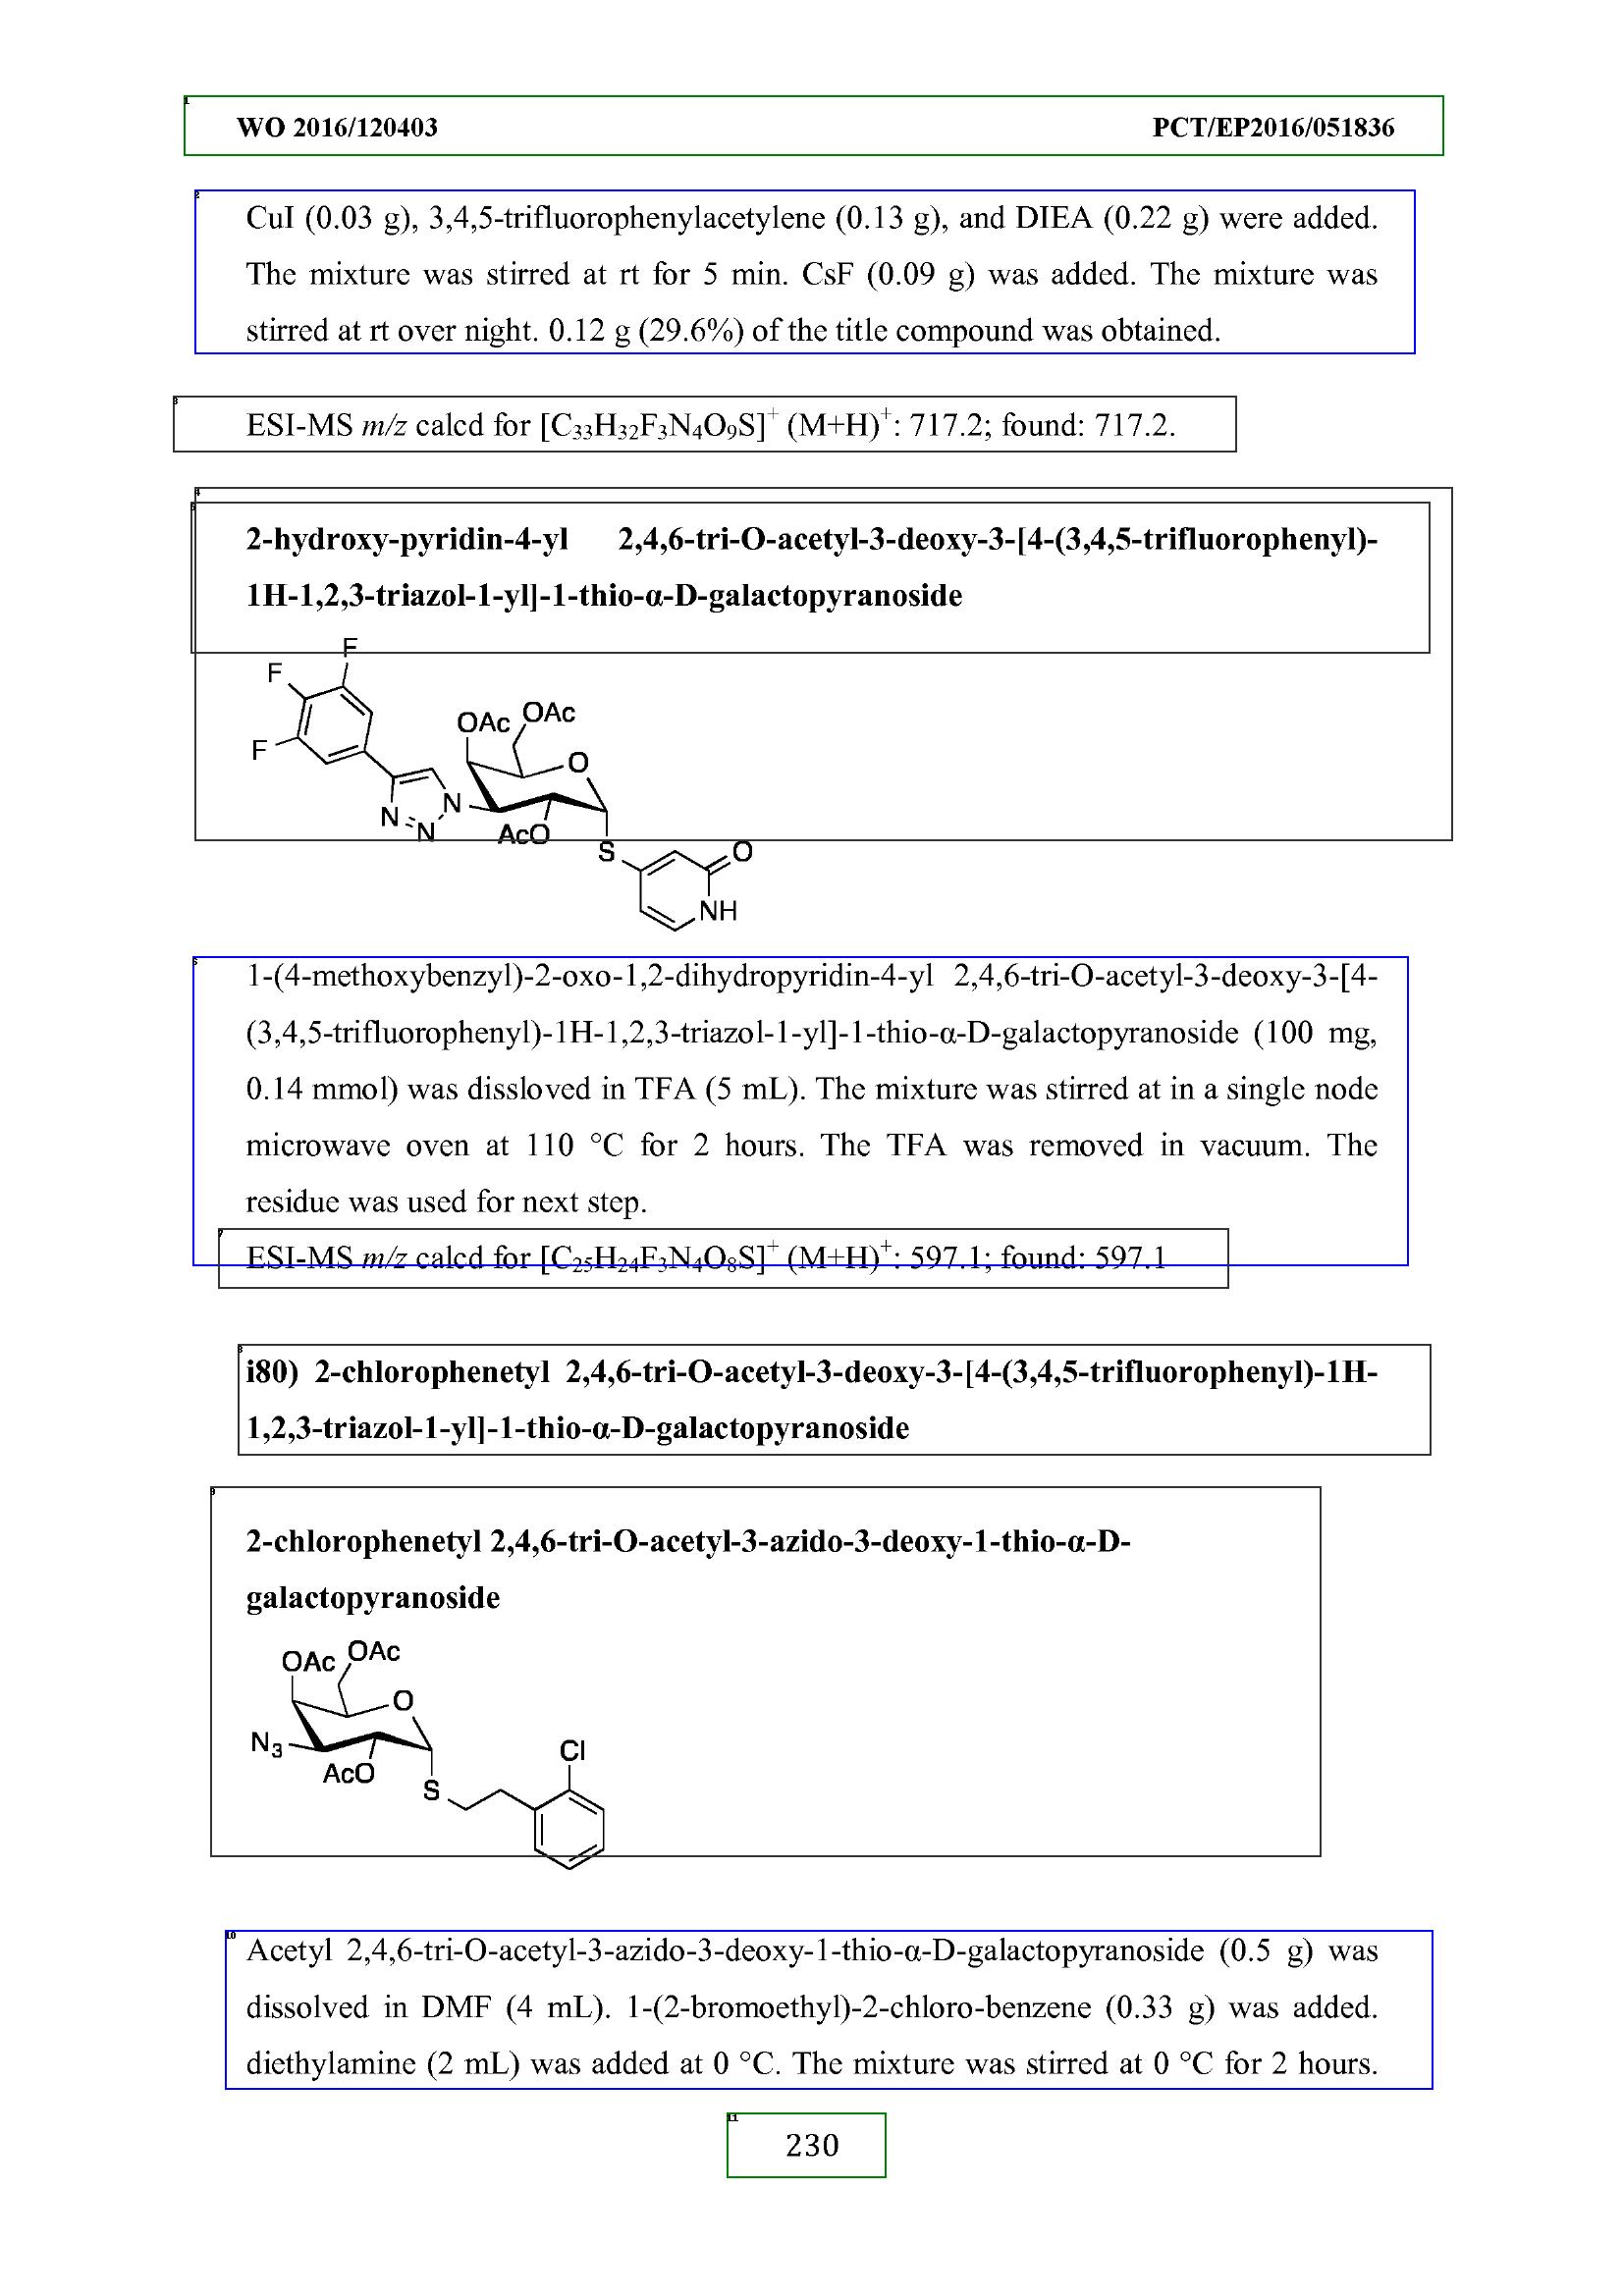 1
WO 2016/120403 PCT/EP2016/051836
2
CuI (0.03 g), 3,4,5-trifluorophenylacetylene (0.13 g), and DIEA (0.22 g) were added.
The mixture was stirred at rt for 5 min. CsF (0.09 g) was added. The mixture was
stirred at rt over night. 0.12 g (29.6%) of the title compound was obtained.
3
ESI-MS m/z calcd for [C₃₃H₃₂F₃N₄O₉S]⁺ (M+H)⁺: 717.2; found: 717.2.
4
5
2-hydroxy-pyridin-4-yl 2,4,6-tri-O-acetyl-3-deoxy-3-[4-(3,4,5-trifluorophenyl)-
1H-1,2,3-triazol-1-yl]-1-thio-α-D-galactopyranoside
F
F
F
OAc OAc
O
N
N N
AcO
S
O
NH
6
1-(4-methoxybenzyl)-2-oxo-1,2-dihydropyridin-4-yl 2,4,6-tri-O-acetyl-3-deoxy-3-[4-
(3,4,5-trifluorophenyl)-1H-1,2,3-triazol-1-yl]-1-thio-α-D-galactopyranoside (100 mg,
0.14 mmol) was dissloved in TFA (5 mL). The mixture was stirred at in a single node
microwave oven at 110 °C for 2 hours. The TFA was removed in vacuum. The
residue was used for next step.
7
ESI-MS m/z calcd for [C₂₅H₂₄F₃N₄O₈S]⁺ (M+H)⁺: 597.1; found: 597.1
8
i80) 2-chlorophenetyl 2,4,6-tri-O-acetyl-3-deoxy-3-[4-(3,4,5-trifluorophenyl)-1H-
1,2,3-triazol-1-yl]-1-thio-α-D-galactopyranoside
9
2-chlorophenetyl 2,4,6-tri-O-acetyl-3-azido-3-deoxy-1-thio-α-D-
galactopyranoside
OAc OAc
O
N₃
AcO
S
Cl
10
Acetyl 2,4,6-tri-O-acetyl-3-azido-3-deoxy-1-thio-α-D-galactopyranoside (0.5 g) was
dissolved in DMF (4 mL). 1-(2-bromoethyl)-2-chloro-benzene (0.33 g) was added.
diethylamine (2 mL) was added at 0 °C. The mixture was stirred at 0 °C for 2 hours.
11
230